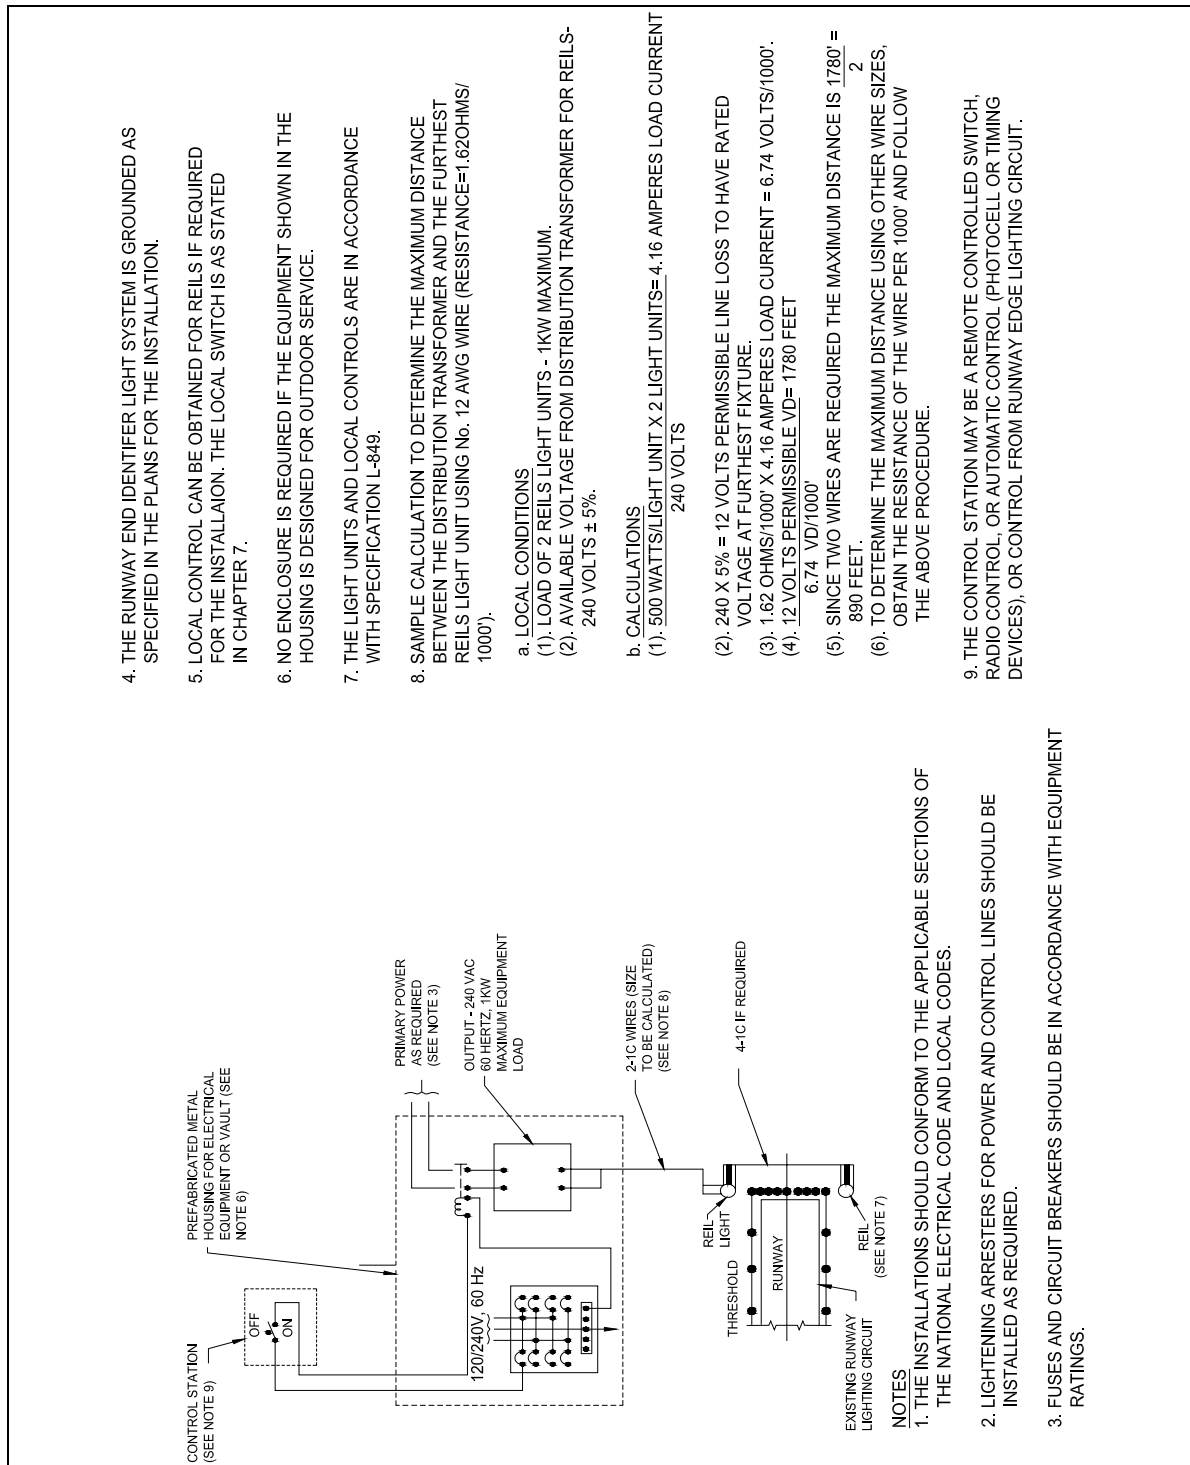 CONTROL STATION
(SEE NOTE 9)
OFF
ON
PREFABRICATED METAL
HOUSING FOR ELECTRICAL
EQUIPMENT OR VAULT (SEE
NOTE 6)
120/240V, 60 Hz
PRIMARY POWER
AS REQUIRED
(SEE NOTE 3)
OUTPUT - 240 VAC
60 HERTZ, 1KW
MAXIMUM EQUIPMENT
LOAD
2-1C WIRES (SIZE
TO BE CALCULATED)
(SEE NOTE 8)
4-1C IF REQUIRED
REIL
LIGHT
THRESHOLD
RUNWAY
REIL
(SEE NOTE 7)
EXISTING RUNWAY
LIGHTING CIRCUIT
NOTES
1. THE INSTALLATIONS SHOULD CONFORM TO THE APPLICABLE SECTIONS OF
THE NATIONAL ELECTRICAL CODE AND LOCAL CODES.
2. LIGHTENING ARRESTERS FOR POWER AND CONTROL LINES SHOULD BE
INSTALLED AS REQUIRED.
3. FUSES AND CIRCUIT BREAKERS SHOULD BE IN ACCORDANCE WITH EQUIPMENT
RATINGS.
4. THE RUNWAY END IDENTIFER LIGHT SYSTEM IS GROUNDED AS
SPECIFIED IN THE PLANS FOR THE INSTALLATION.
5. LOCAL CONTROL CAN BE OBTAINED FOR REILS IF REQUIRED
FOR THE INSTALLAION. THE LOCAL SWITCH IS AS STATED
IN CHAPTER 7.
6. NO ENCLOSURE IS REQUIRED IF THE EQUIPMENT SHOWN IN THE
HOUSING IS DESIGNED FOR OUTDOOR SERVICE.
7. THE LIGHT UNITS AND LOCAL CONTROLS ARE IN ACCORDANCE
WITH SPECIFICATION L-849.
8. SAMPLE CALCULATION TO DETERMINE THE MAXIMUM DISTANCE
BETWEEN THE DISTRIBUTION TRANSFORMER AND THE FURTHEST
REILS LIGHT UNIT USING No. 12 AWG WIRE (RESISTANCE=1.62OHMS/
1000').
a. LOCAL CONDITIONS
(1). LOAD OF 2 REILS LIGHT UNITS - 1KW MAXIMUM.
(2). AVAILABLE VOLTAGE FROM DISTRIBUTION TRANSFORMER FOR REILS-
240 VOLTS ± 5%.
b. CALCULATIONS
(1). 500 WATTS/LIGHT UNIT X 2 LIGHT UNITS= 4.16 AMPERES LOAD CURRENT
240 VOLTS
(2). 240 X 5% = 12 VOLTS PERMISSIBLE LINE LOSS TO HAVE RATED
VOLTAGE AT FURTHEST FIXTURE.
(3). 1.62 OHMS/1000' X 4.16 AMPERES LOAD CURRENT = 6.74 VOLTS/1000'.
(4). 12 VOLTS PERMISSIBLE VD= 1780 FEET
6.74 VD/1000'
(5). SINCE TWO WIRES ARE REQUIRED THE MAXIMUM DISTANCE IS 1780' =
2
890 FEET.
(6). TO DETERMINE THE MAXIMUM DISTANCE USING OTHER WIRE SIZES,
OBTAIN THE RESISTANCE OF THE WIRE PER 1000' AND FOLLOW
THE ABOVE PROCEDURE.
9. THE CONTROL STATION MAY BE A REMOTE CONTROLLED SWITCH,
RADIO CONTROL, OR AUTOMATIC CONTROL (PHOTOCELL OR TIMING
DEVICES), OR CONTROL FROM RUNWAY EDGE LIGHTING CIRCUIT.